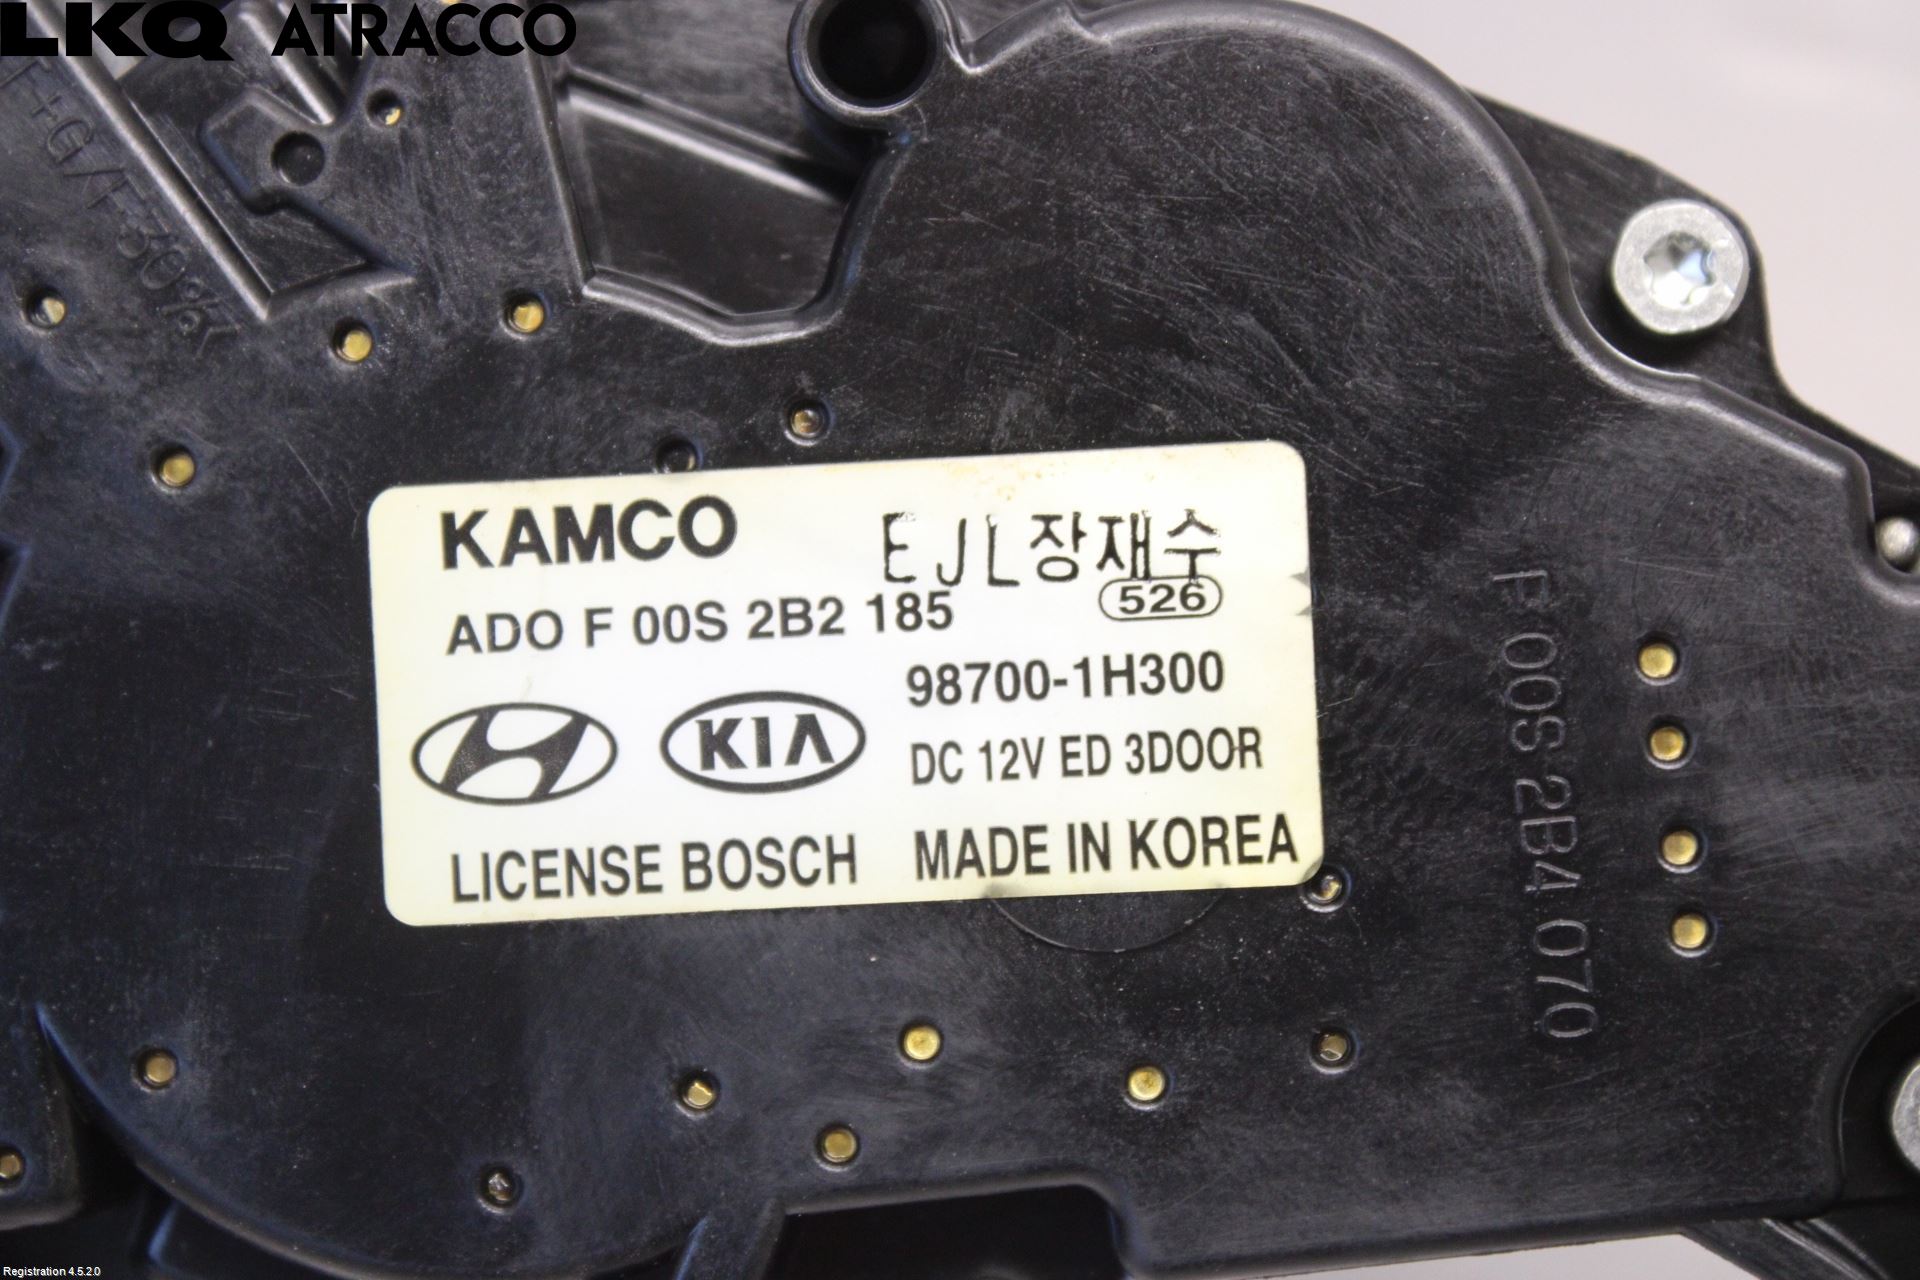 LKQ ATRACCO
+G/F30%
KAMCO
EJL장재수
526
ADO F 00S 2B2 185
98700-1H300
KIA
DC 12V ED 3DOOR
LICENSE BOSCH
MADE IN KOREA
F 00S 2B4 070
Registration 4.5.2.0